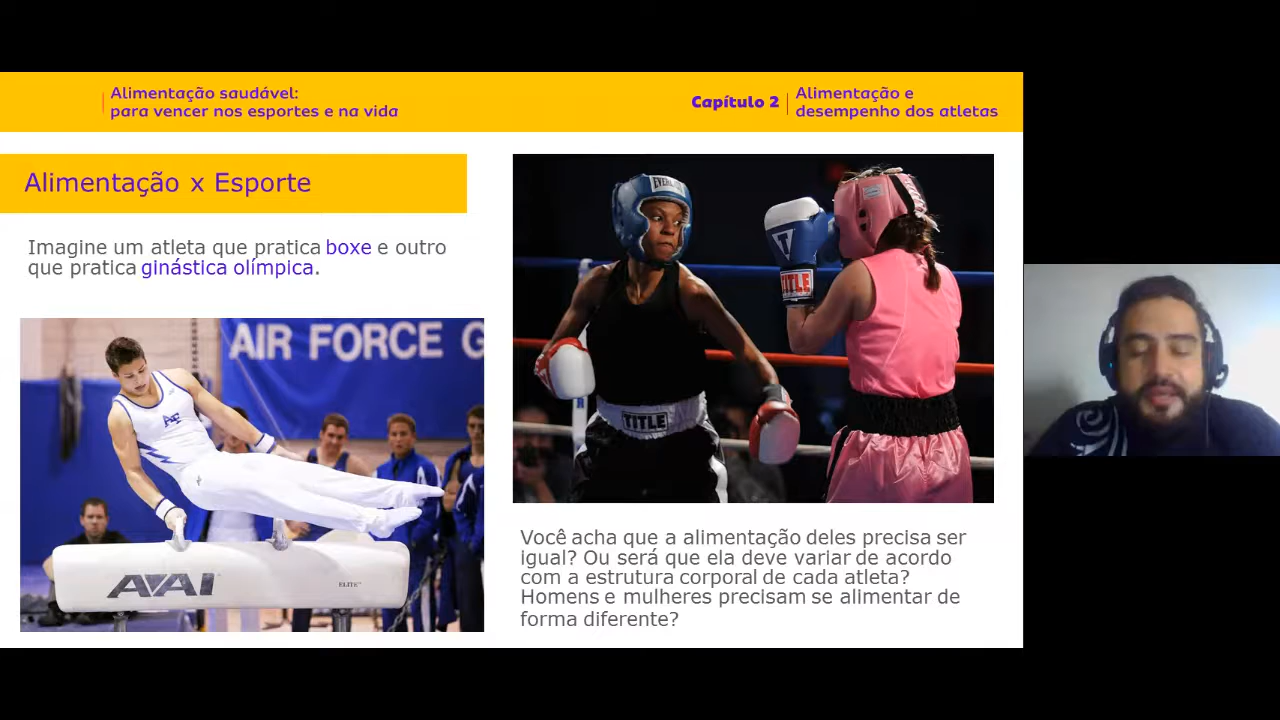 Alimentação saudável:
para vencer nos esportes e na vida
Capítulo 2
Alimentação e
desempenho dos atletas
Alimentação x Esporte
Imagine um atleta que pratica boxe e outro
que pratica ginástica olímpica.
AIR FORCE G
AF
AAI
ELITE
EVERLAST
TITLE
TITLE
Você acha que a alimentação deles precisa ser
igual? Ou será que ela deve variar de acordo
com a estrutura corporal de cada atleta?
Homens e mulheres precisam se alimentar de
forma diferente?